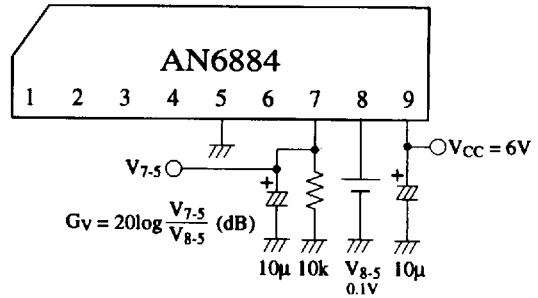 AN6884
1 2 3 4 5 6 7 8 9
V7-5
+
+
VCC = 6V
GV = 20log V7-5/V8-5 (dB)
10μ 10k V8-5 10μ
0.1V